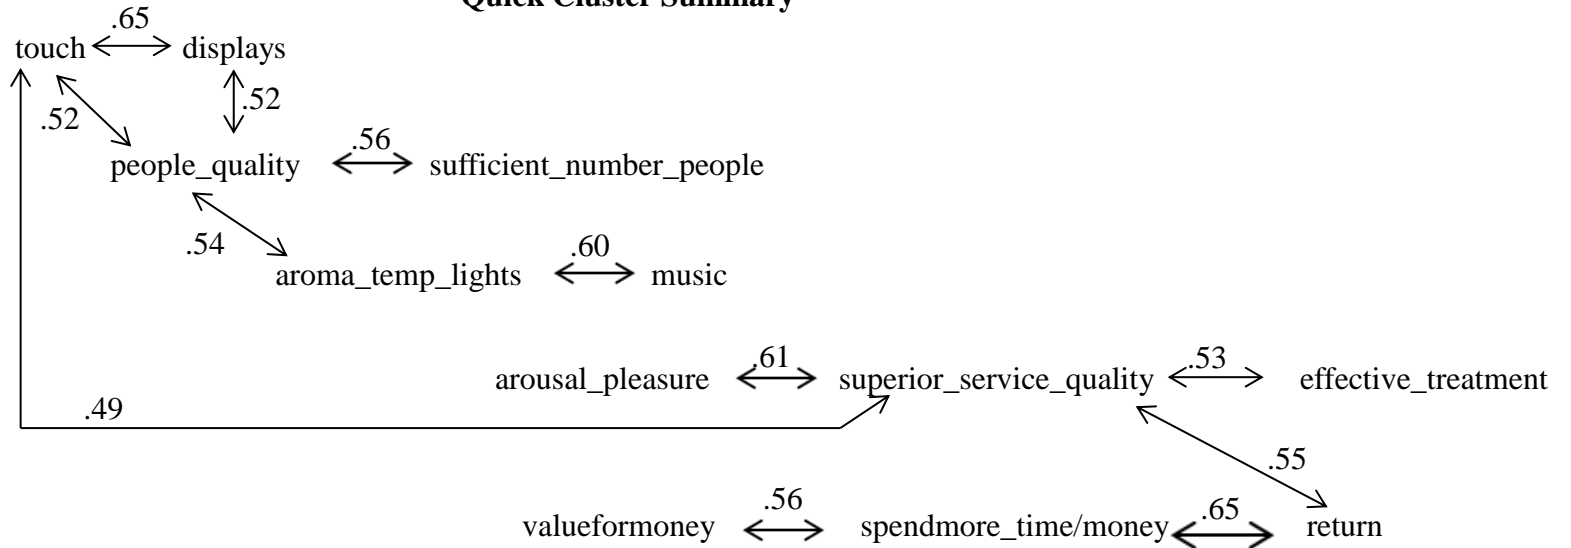 Quick Cluster Summary
.65
touch displays
.52 .52
.56
people_quality sufficient_number_people
.54 .60
aroma_temp_lights music
.61 .53
arousal_pleasure superior_service_quality effective_treatment
.49
.55
.56 .65
valueformoney spendmore_time/money return